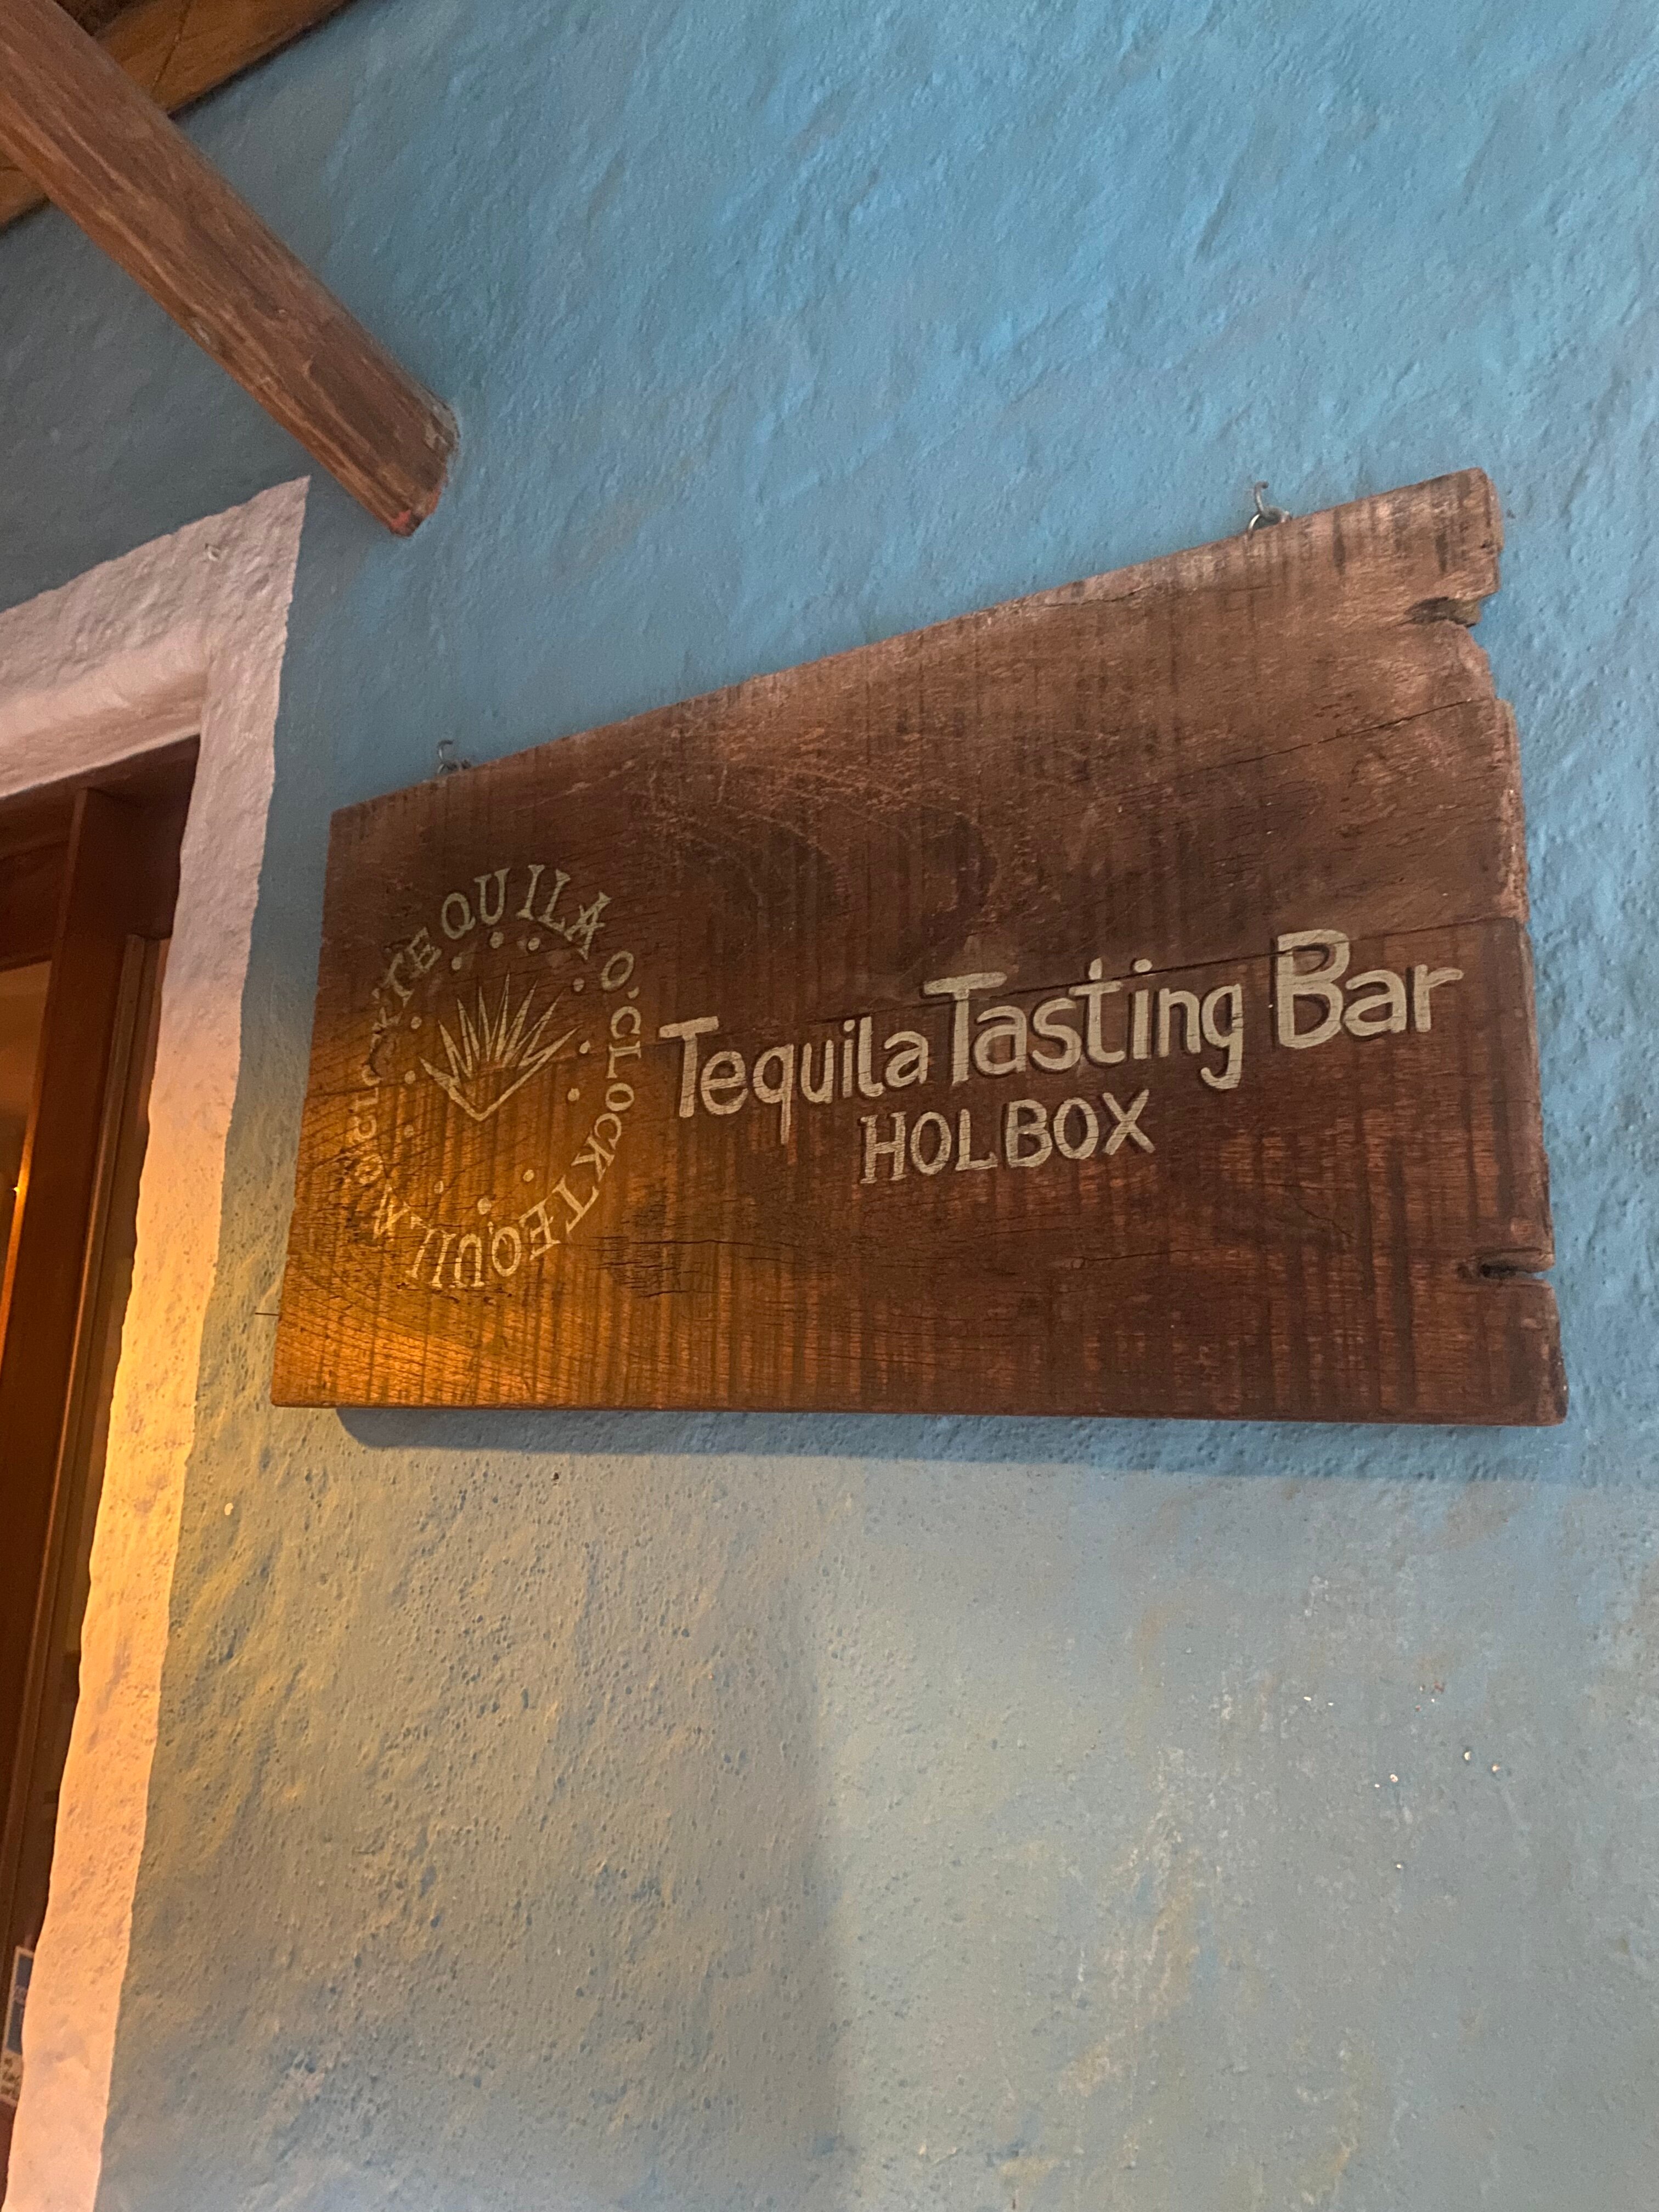 TEQUILA O'CLOCK TEQUILA O'CLOCK
Tequila Tasting Bar
HOLBOX